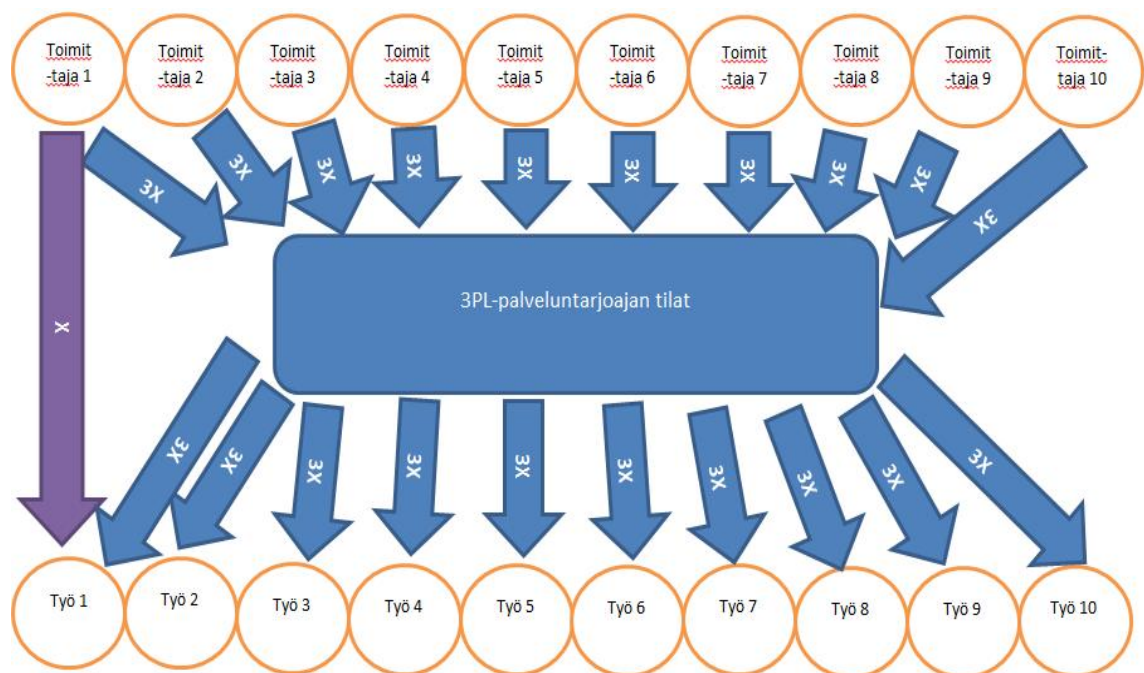 Toimit
-taja 1
Toimit
-taja 2
Toimit
-taja 3
Toimit
-taja 4
Toimit
-taja 5
Toimit
-taja 6
Toimit
-taja 7
Toimit
-taja 8
Toimit
-taja 9
Toimit-
taja 10
3X
3X
3X
3X
3X
3X
3X
3X
3X
3X
X
3PL-palveluntarjoajan tilat
3X
3X
3X
3X
3X
3X
3X
3X
3X
3X
Työ 1
Työ 2
Työ 3
Työ 4
Työ 5
Työ 6
Työ 7
Työ 8
Työ 9
Työ 10